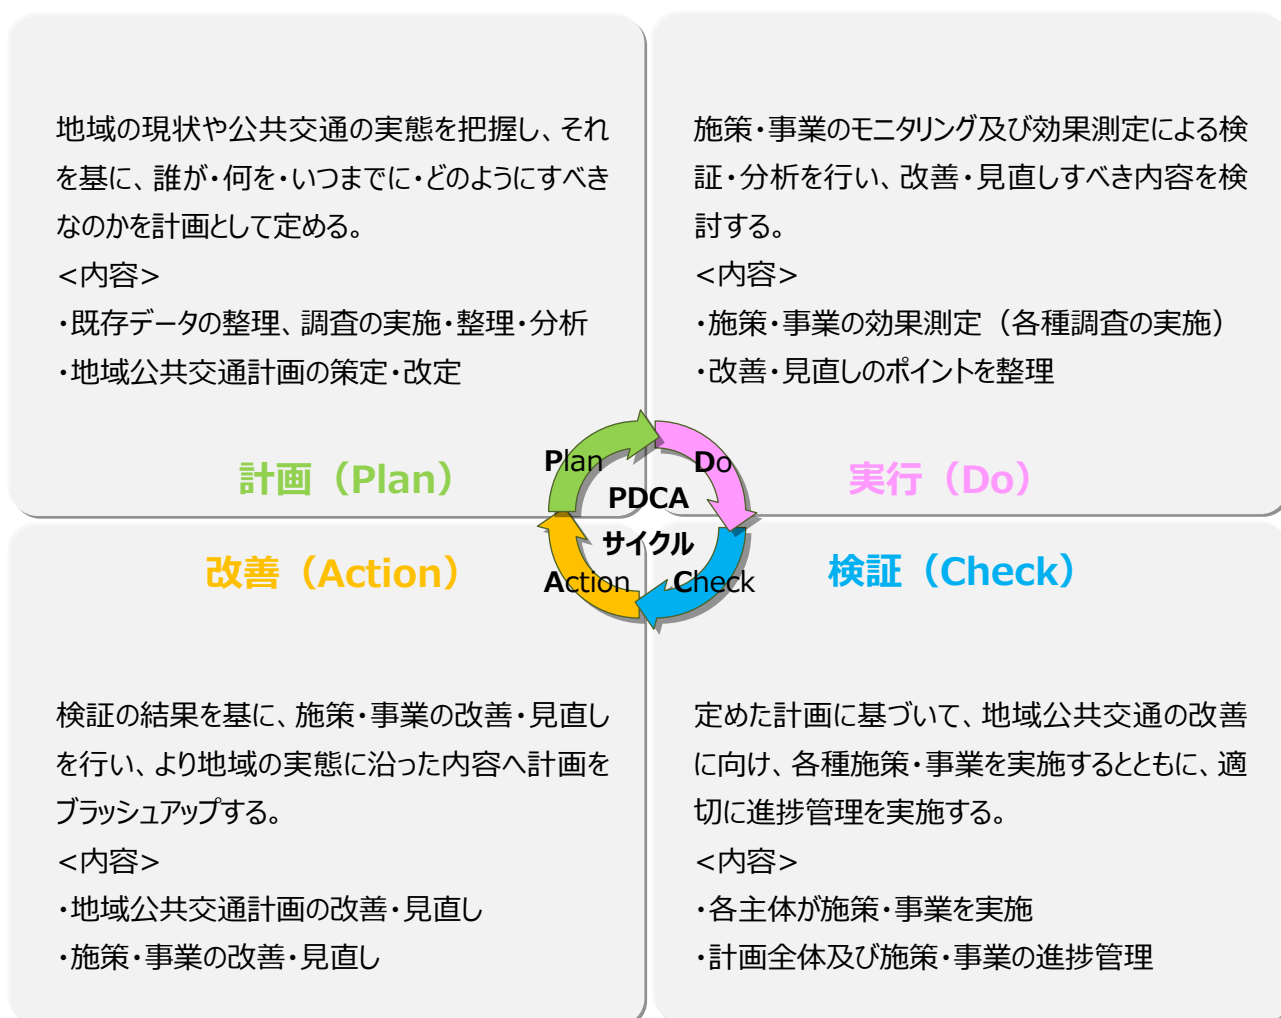 地域の現状や公共交通の実態を把握し、それ
を基に、誰が・何を・いつまでに・どのようにすべき
なのかを計画として定める。
<内容>
・既存データの整理、調査の実施・整理・分析
・地域公共交通計画の策定・改定
計画（Plan）
施策・事業のモニタリング及び効果測定による検
証・分析を行い、改善・見直しすべき内容を検
討する。
<内容>
・施策・事業の効果測定（各種調査の実施）
・改善・見直しのポイントを整理
実行（Do）
Plan
Do
PDCA
サイクル
Action
Check
改善（Action）
検証の結果を基に、施策・事業の改善・見直し
を行い、より地域の実態に沿った内容へ計画を
ブラッシュアップする。
<内容>
・地域公共交通計画の改善・見直し
・施策・事業の改善・見直し
検証（Check）
定めた計画に基づいて、地域公共交通の改善
に向け、各種施策・事業を実施するとともに、適
切に進捗管理を実施する。
<内容>
・各主体が施策・事業を実施
・計画全体及び施策・事業の進捗管理